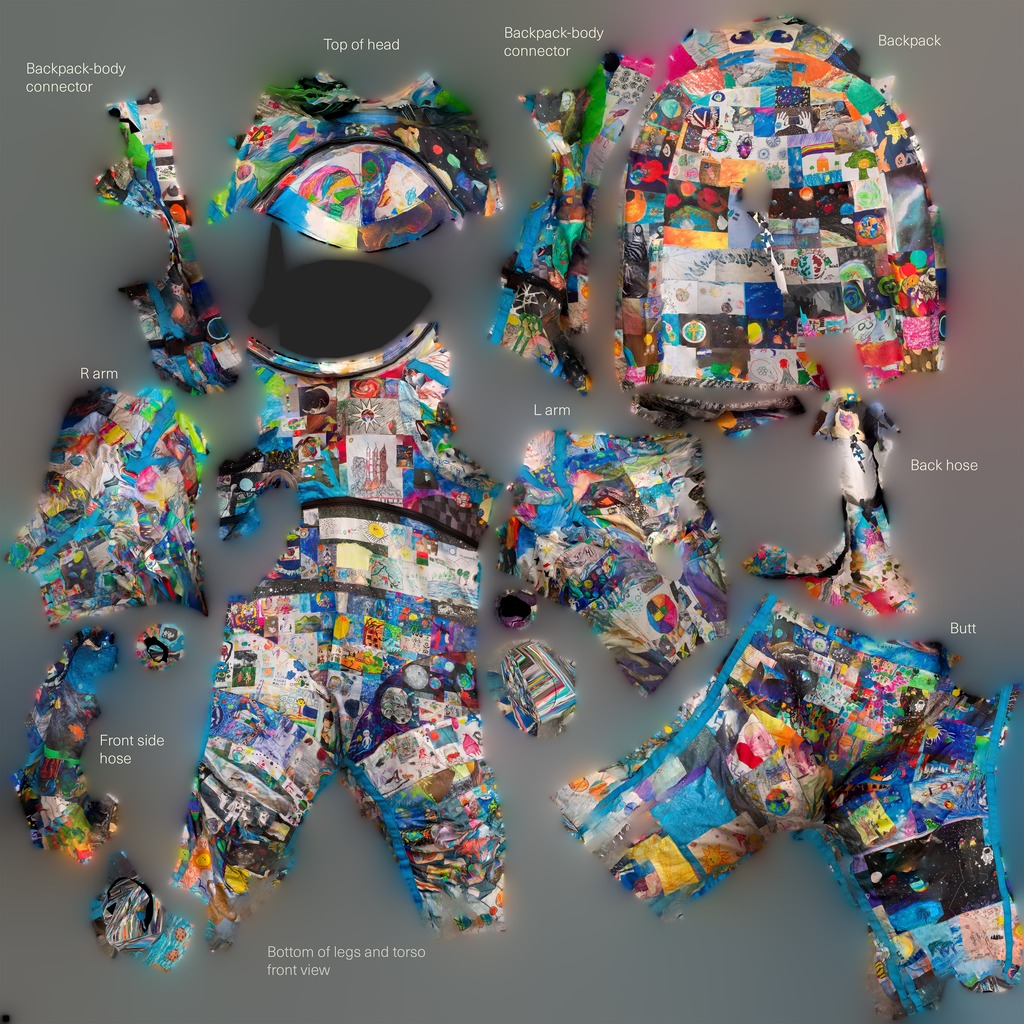 Top of head
Backpack-body
connector
Backpack
Backpack-body
connector
R arm
L arm
Back hose
Butt
Front side
hose
Bottom of legs and torso
front view